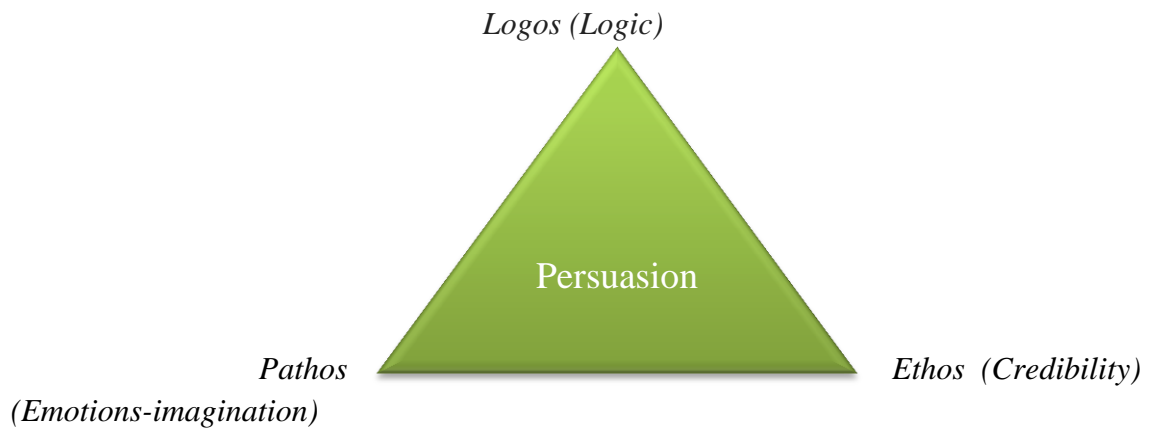 Logos (Logic)
Persuasion
Pathos
(Emotions-imagination)
Ethos (Credibility)